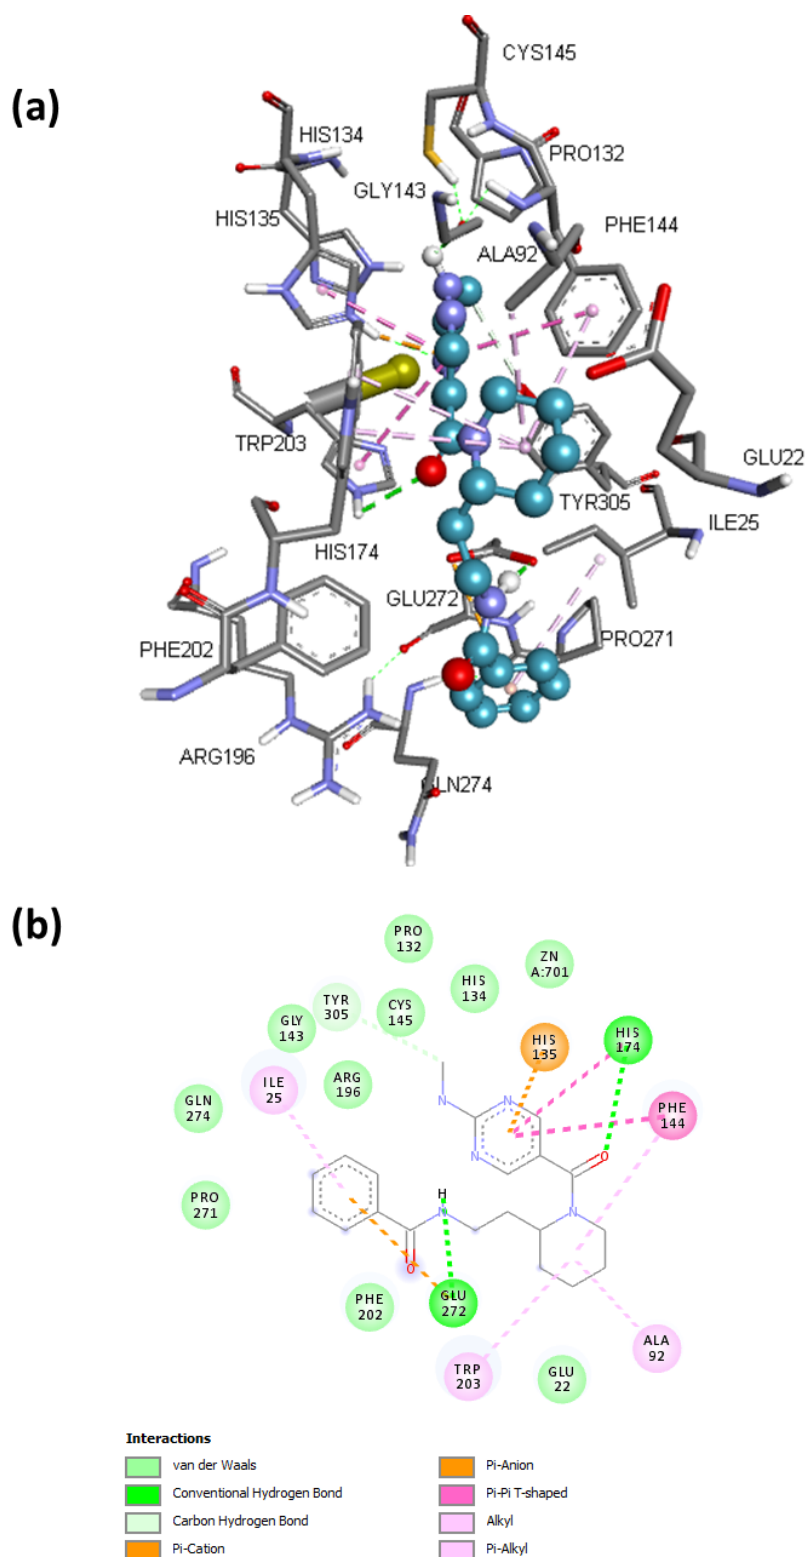 (a)
CYS145
HIS134
PRO132
GLY143
HIS135
PHE144
ALA92
TRP203
GLU22
TYR305
ILE25
HIS174
GLU272
PHE202
PRO271
ARG196
GLN274
(b)
PRO
132
ZN
A:701
TYR
305
HIS
134
CYS
145
GLY
143
HIS
135
HIS
174
ILE
25
ARG
196
GLN
274
PHE
144
N
N
N
O
PRO
271
H
N
N
O
PHE
202
GLU
272
ALA
92
TRP
203
GLU
22
Interactions
van der Waals
Conventional Hydrogen Bond
Carbon Hydrogen Bond
Pi-Cation
Pi-Anion
Pi-Pi T-shaped
Alkyl
Pi-Alkyl